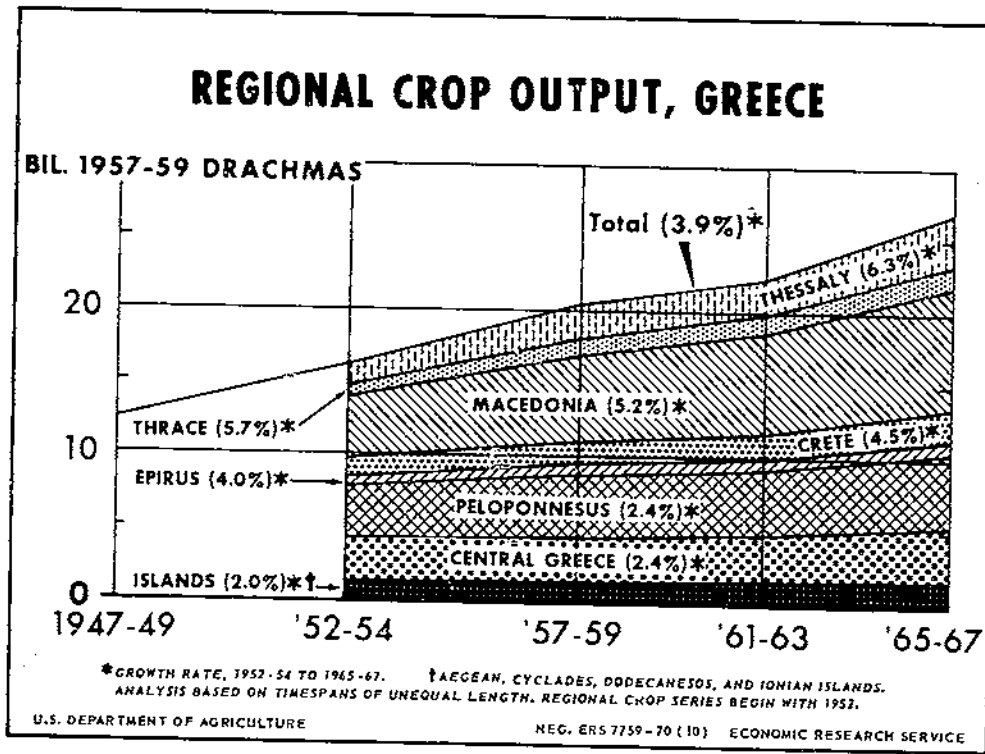 REGIONAL CROP OUTPUT, GREECE
BIL. 1957-59 DRACHMAS
Total (3.9%)*
THESSALY (6.3%)*
20
MACEDONIA (5.2%)*
THRACE (5.7%)*
10
CRETE (4.5%)*
EPIRUS (4.0%)*
PELOPONNESUS (2.4%)*
CENTRAL GREECE (2.4%)*
ISLANDS (2.0%)*†
0
1947-49 '52-54 '57-59 '61-63 '65-67
*GROWTH RATE, 1952-54 TO 1965-67. †AEGEAN, CYCLADES, DODECANESOS, AND IONIAN ISLANDS.
ANALYSIS BASED ON TIMESPANS OF UNEQUAL LENGTH. REGIONAL CROP SERIES BEGIN WITH 1952.
U.S. DEPARTMENT OF AGRICULTURE NEG. ERS 7759-70 (10) ECONOMIC RESEARCH SERVICE